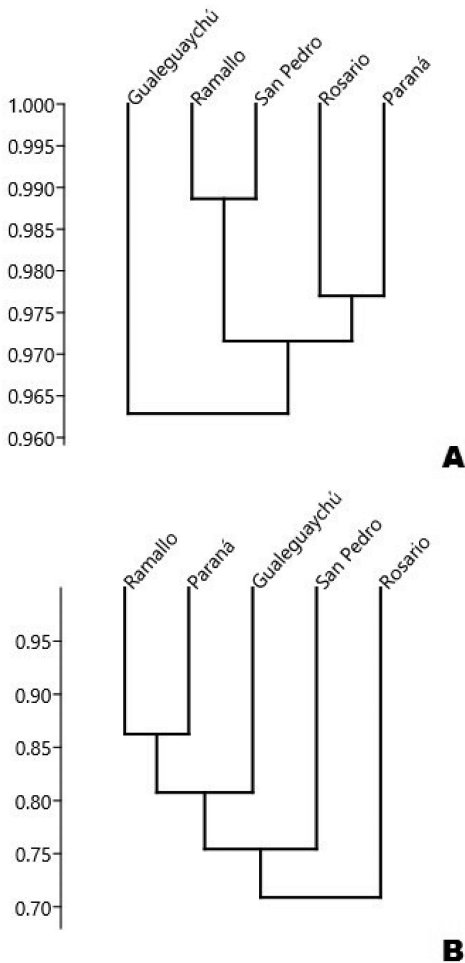 Gualeguaychú
Ramallo
San Pedro
Rosario
Paraná
1.000
0.995
0.990
0.985
0.980
0.975
0.970
0.965
0.960
A
Ramallo
Paraná
Gualeguaychú
San Pedro
Rosario
0.95
0.90
0.85
0.80
0.75
0.70
B